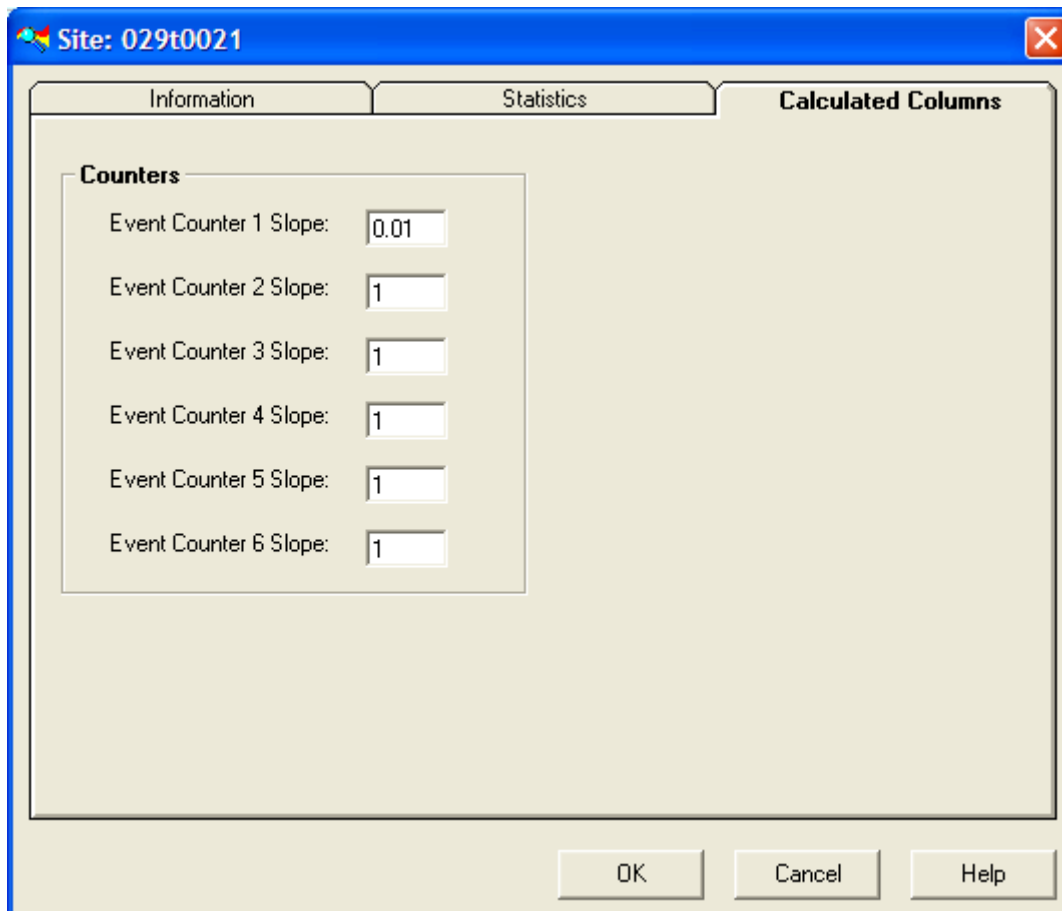 Site: 029t0021
Information Statistics Calculated Columns
Counters
Event Counter 1 Slope: 0.01
Event Counter 2 Slope: 1
Event Counter 3 Slope: 1
Event Counter 4 Slope: 1
Event Counter 5 Slope: 1
Event Counter 6 Slope: 1
OK Cancel Help